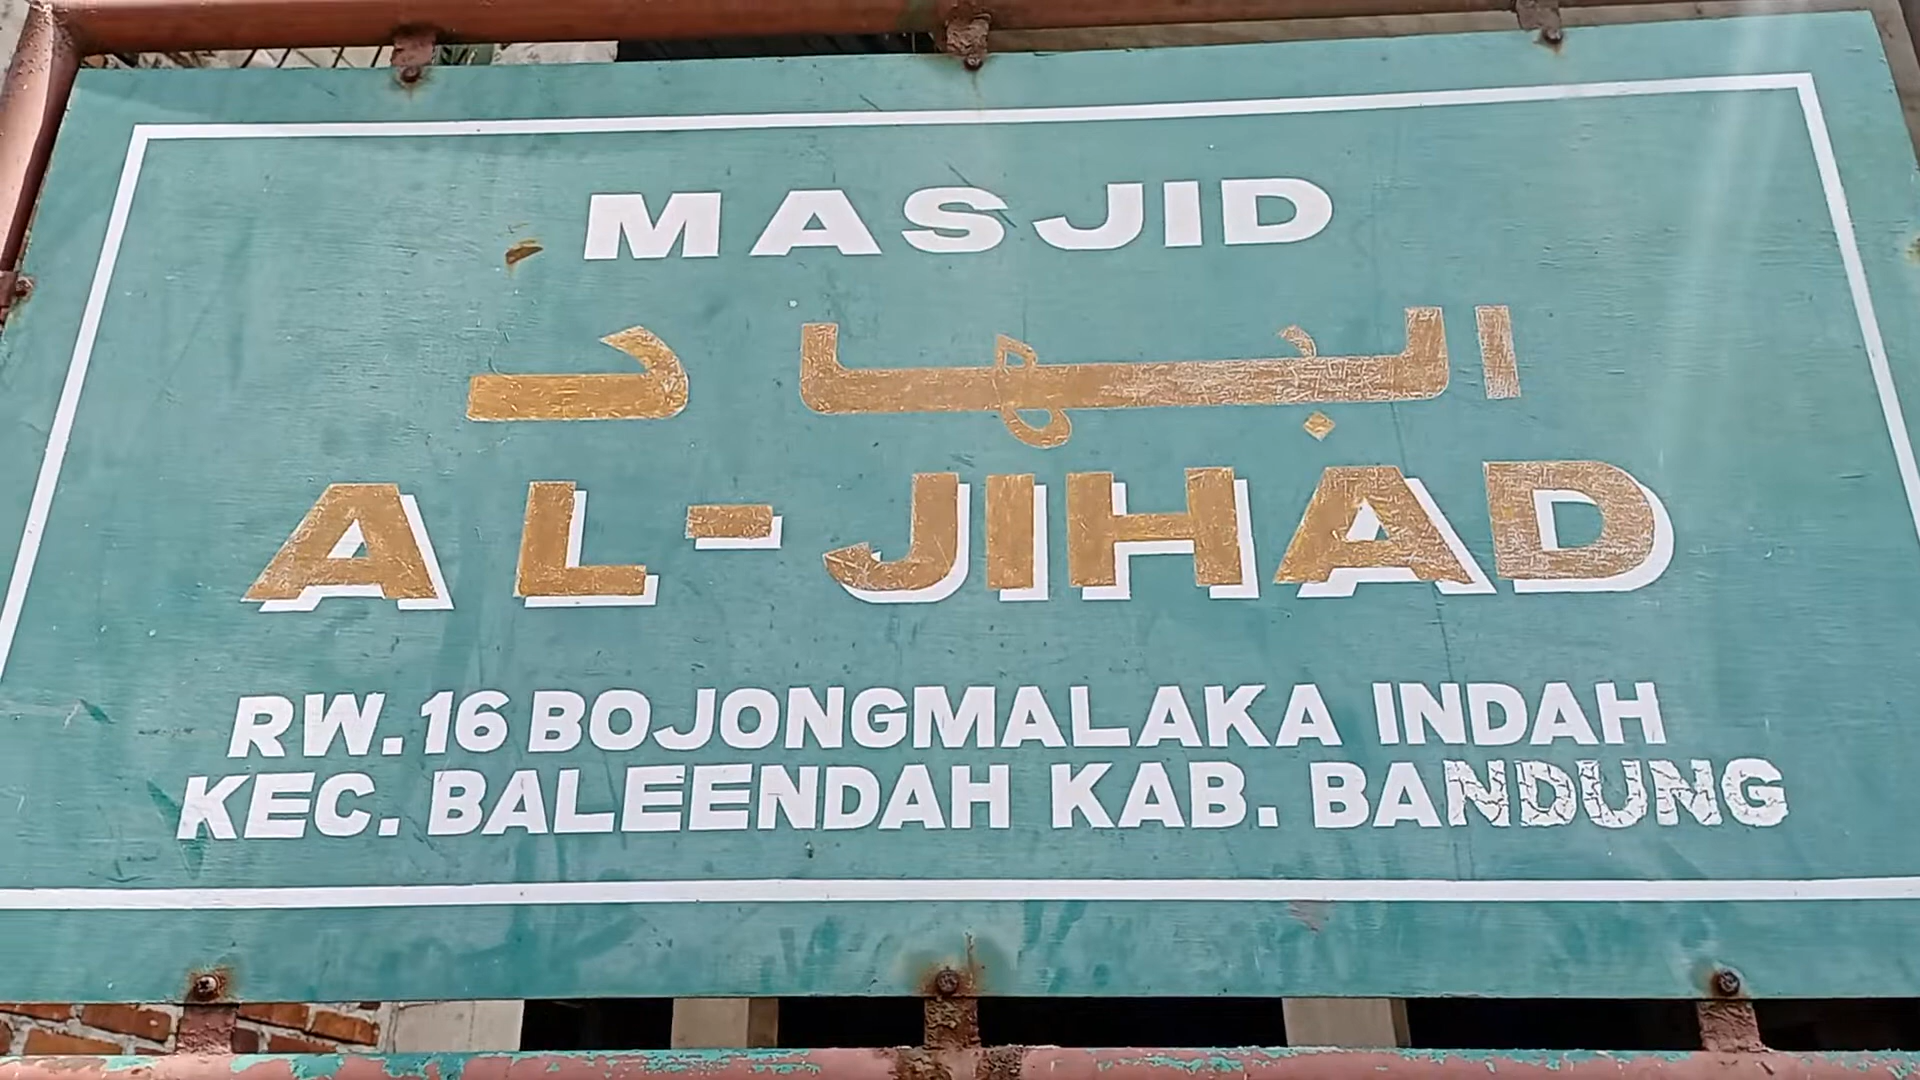 MASJID
الجهاد
AL-JIHAD
RW. 16 BOJONGMALAKA INDAH
KEC. BALEENDAH KAB. BANDUNG